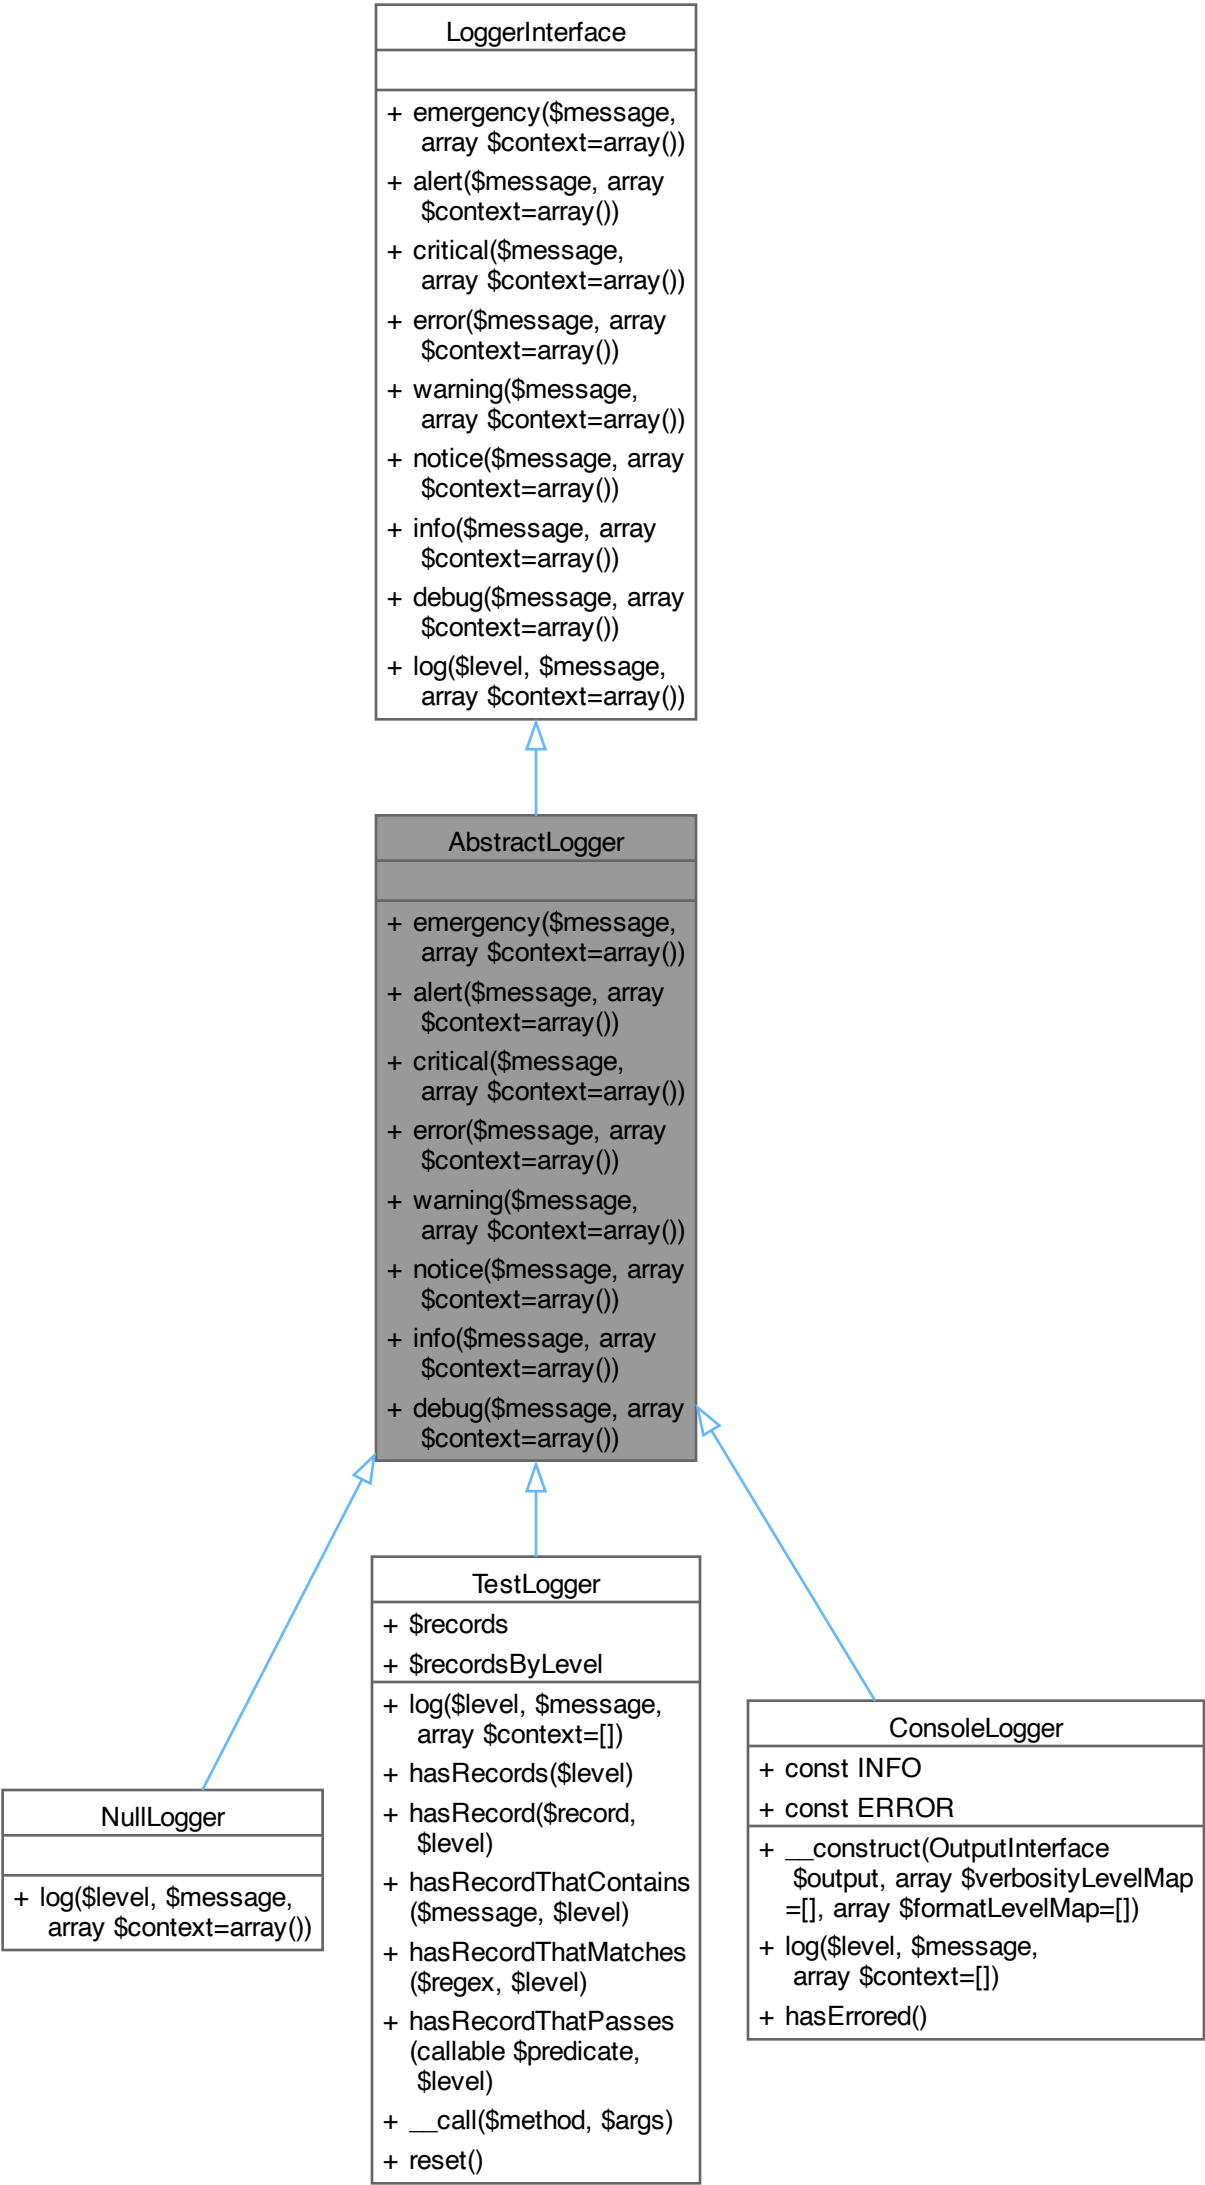 LoggerInterface
+ emergency($message,
array $context=array())
+ alert($message, array
$context=array())
+ critical($message,
array $context=array())
+ error($message, array
$context=array())
+ warning($message,
array $context=array())
+ notice($message, array
$context=array())
+ info($message, array
$context=array())
+ debug($message, array
$context=array())
+ log($level, $message,
array $context=array())
AbstractLogger
+ emergency($message,
array $context=array())
+ alert($message, array
$context=array())
+ critical($message,
array $context=array())
+ error($message, array
$context=array())
+ warning($message,
array $context=array())
+ notice($message, array
$context=array())
+ info($message, array
$context=array())
+ debug($message, array
$context=array())
NullLogger
+ log($level, $message,
array $context=array())
TestLogger
+ $records
+ $recordsByLevel
+ log($level, $message,
array $context=[])
+ hasRecords($level)
+ hasRecord($record,
$level)
+ hasRecordThatContains
($message, $level)
+ hasRecordThatMatches
($regex, $level)
+ hasRecordThatPasses
(callable $predicate,
$level)
+ __call($method, $args)
+ reset()
ConsoleLogger
+ const INFO
+ const ERROR
+ __construct(OutputInterface
$output, array $verbosityLevelMap
=[], array $formatLevelMap=[])
+ log($level, $message,
array $context=[])
+ hasErrored()